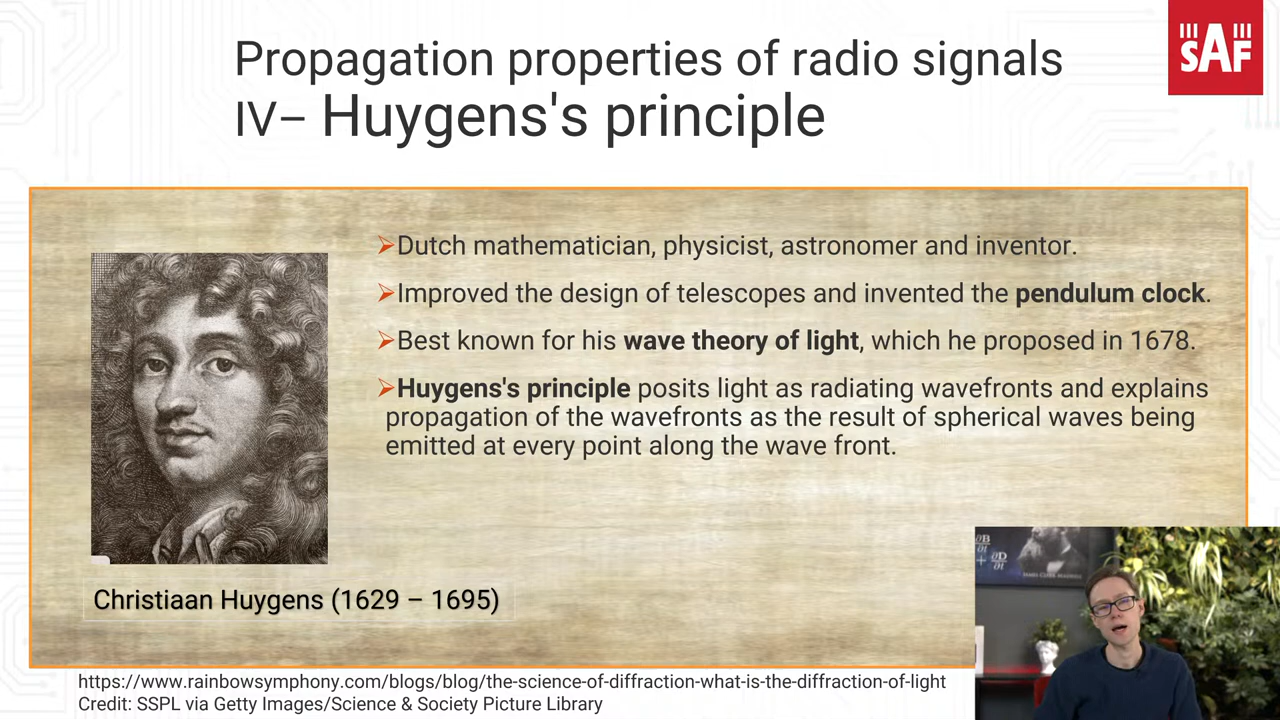 Propagation properties of radio signals
IV– Huygens's principle
SAF
➢Dutch mathematician, physicist, astronomer and inventor.
➢Improved the design of telescopes and invented the pendulum clock.
➢Best known for his wave theory of light, which he proposed in 1678.
➢Huygens's principle posits light as radiating wavefronts and explains
propagation of the wavefronts as the result of spherical waves being
emitted at every point along the wave front.
Christiaan Huygens (1629 – 1695)
∂B
∂t
+ ∂D
∂t
JAMES CLERK MAXWELL
https://www.rainbowsymphony.com/blogs/blog/the-science-of-diffraction-what-is-the-diffraction-of-light
Credit: SSPL via Getty Images/Science & Society Picture Library